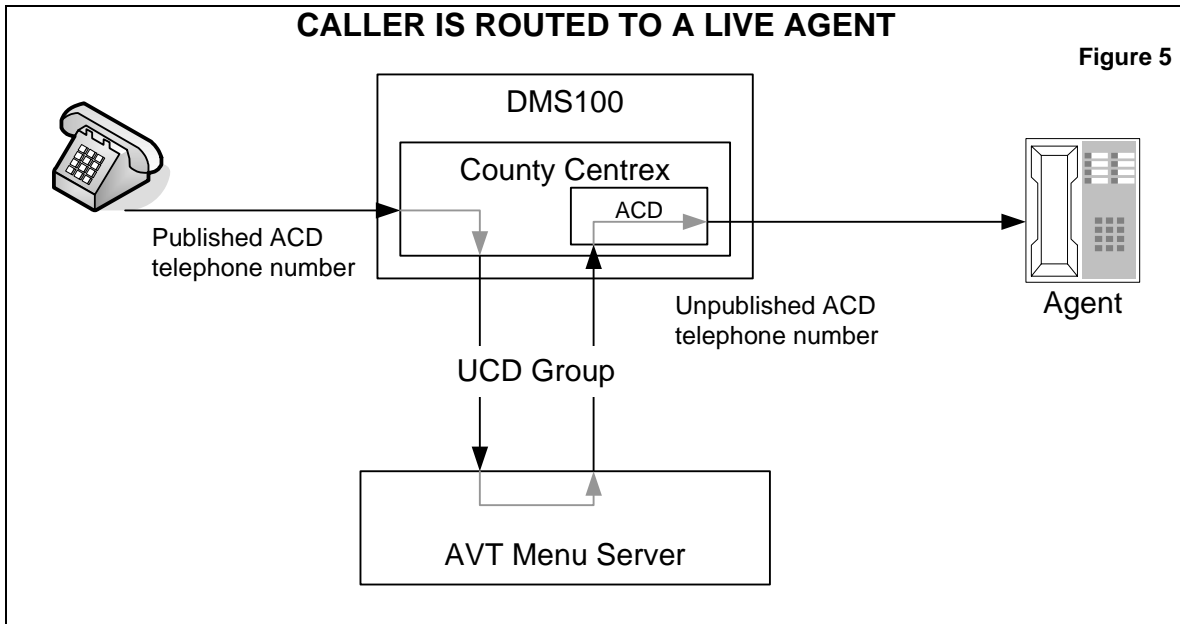 CALLER IS ROUTED TO A LIVE AGENT
Figure 5
DMS100
County Centrex
ACD
Published ACD
telephone number
Unpublished ACD
telephone number
Agent
UCD Group
AVT Menu Server